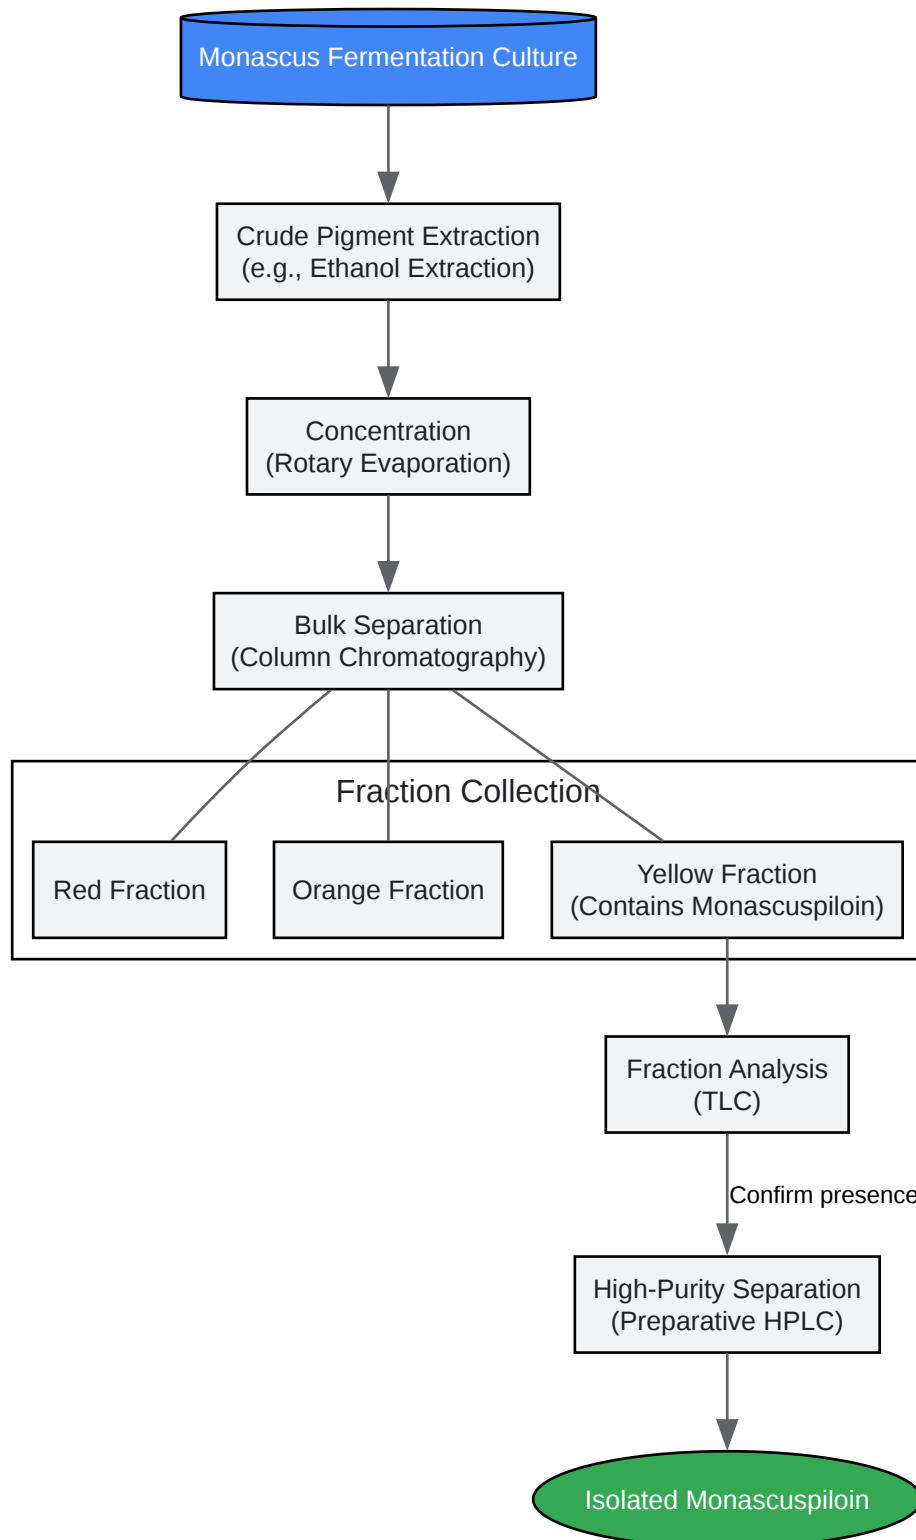 Monascus Fermentation Culture
Crude Pigment Extraction
(e.g., Ethanol Extraction)
Concentration
(Rotary Evaporation)
Bulk Separation
(Column Chromatography)
Fraction Collection
Red Fraction
Orange Fraction
Yellow Fraction
(Contains Monascuspiloin)
Fraction Analysis
(TLC)
Confirm presence
High-Purity Separation
(Preparative HPLC)
Isolated Monascuspiloin